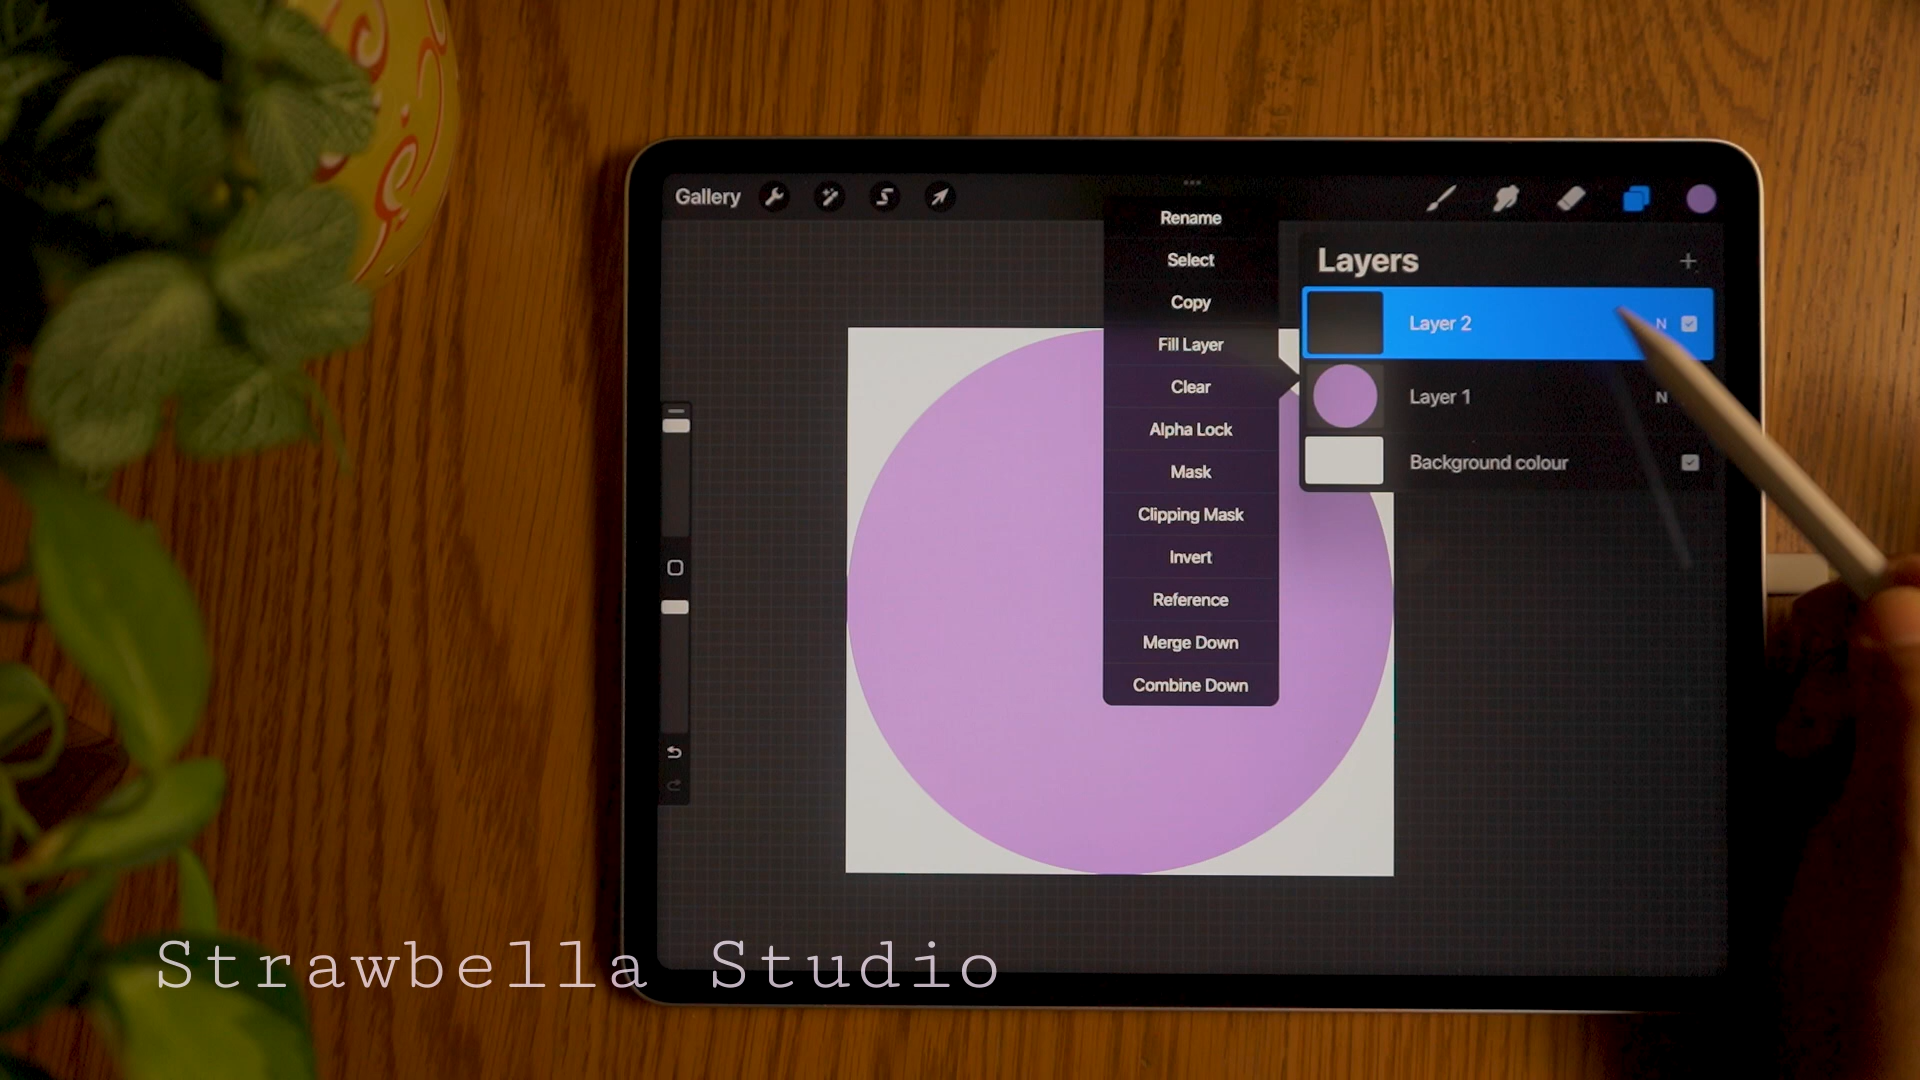 Gallery
Rename
Select
Copy
Fill Layer
Clear
Alpha Lock
Mask
Clipping Mask
Invert
Reference
Merge Down
Combine Down
Layers
Layer 2 N
Layer 1 N
Background colour
Strawbella Studio